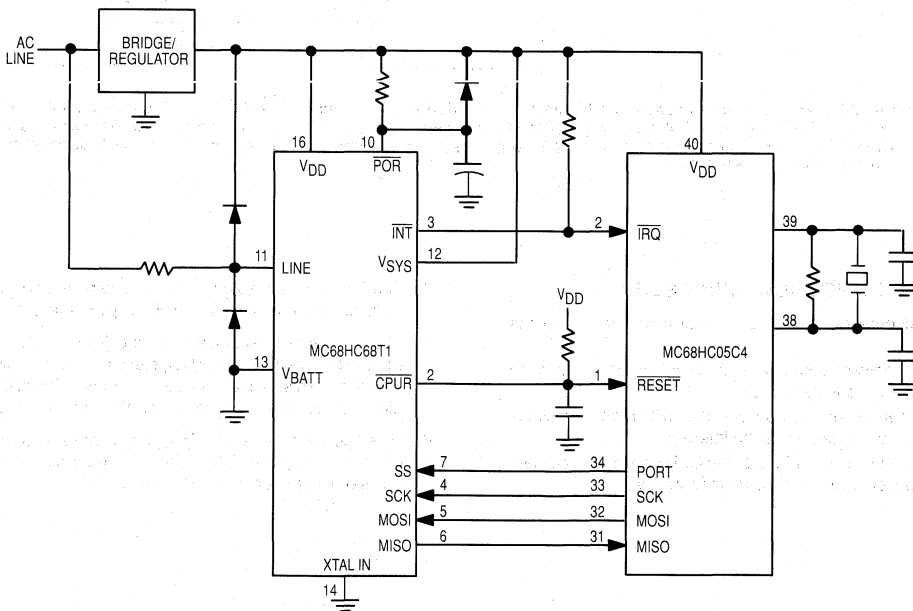 AC
LINE
BRIDGE/
REGULATOR
16
VDD
10
POR
40
VDD
INT
3
2
IRQ
39
VSYS
12
11
LINE
VDD
38
MC68HC68T1
MC68HC05C4
13
VBATT
CPUR
2
1
RESET
SS
7
34
PORT
SCK
4
33
SCK
MOSI
5
32
MOSI
MISO
6
31
MISO
XTAL IN
14